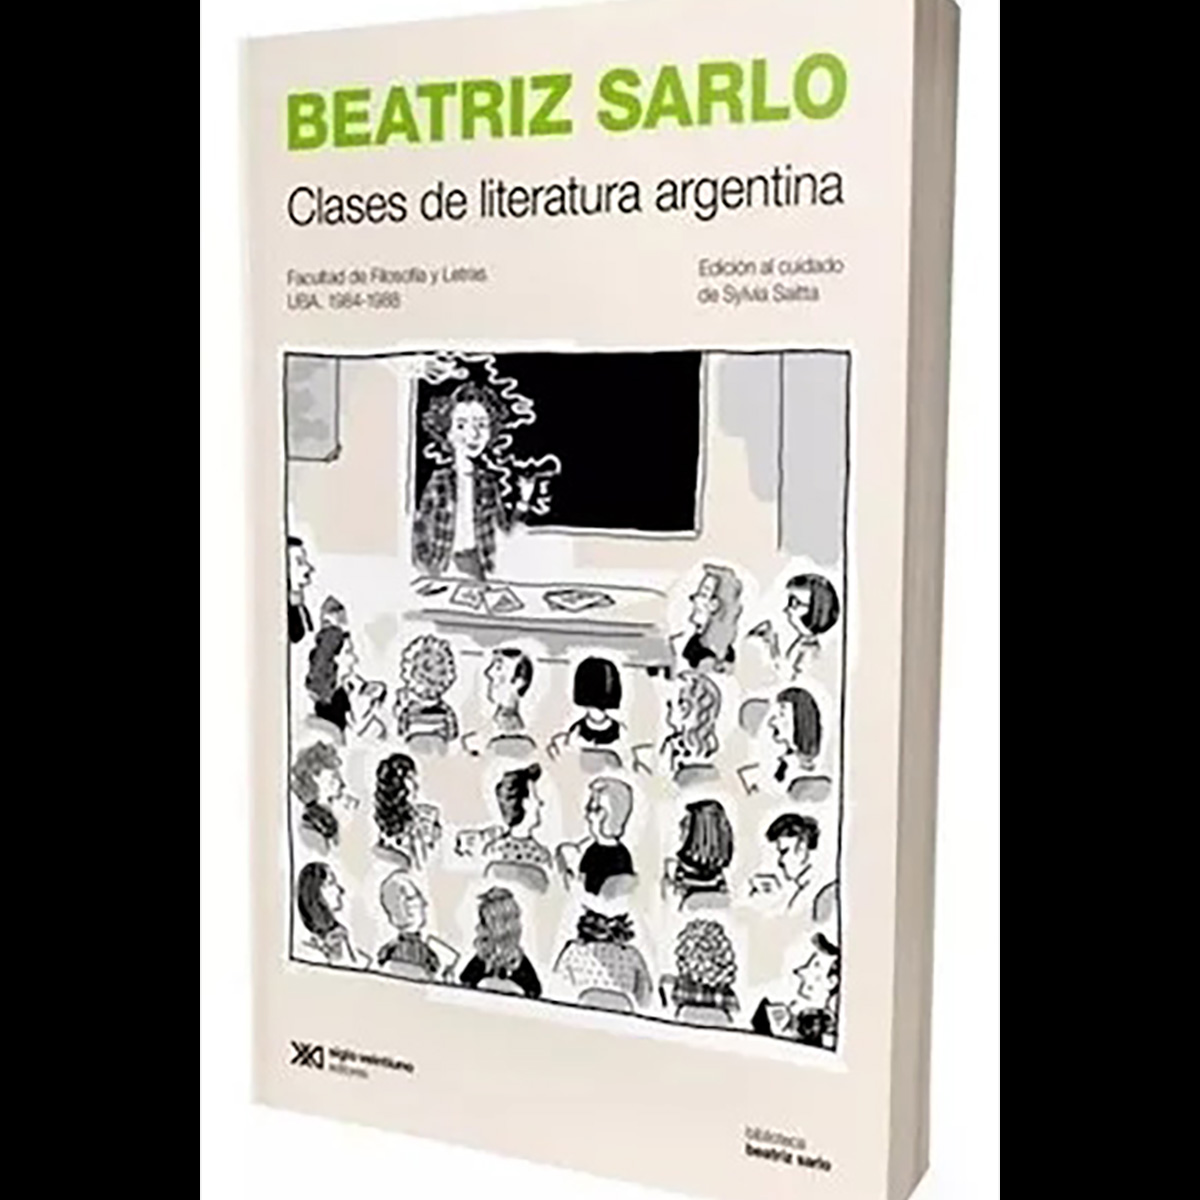 BEATRIZ SARLO
Clases de literatura argentina
Facultad de Filosofía y Letras
UBA, 1984-1988
Edición al cuidado
de Sylvia Saítta
siglo veintiuno
editores
biblioteca
beatriz sarlo